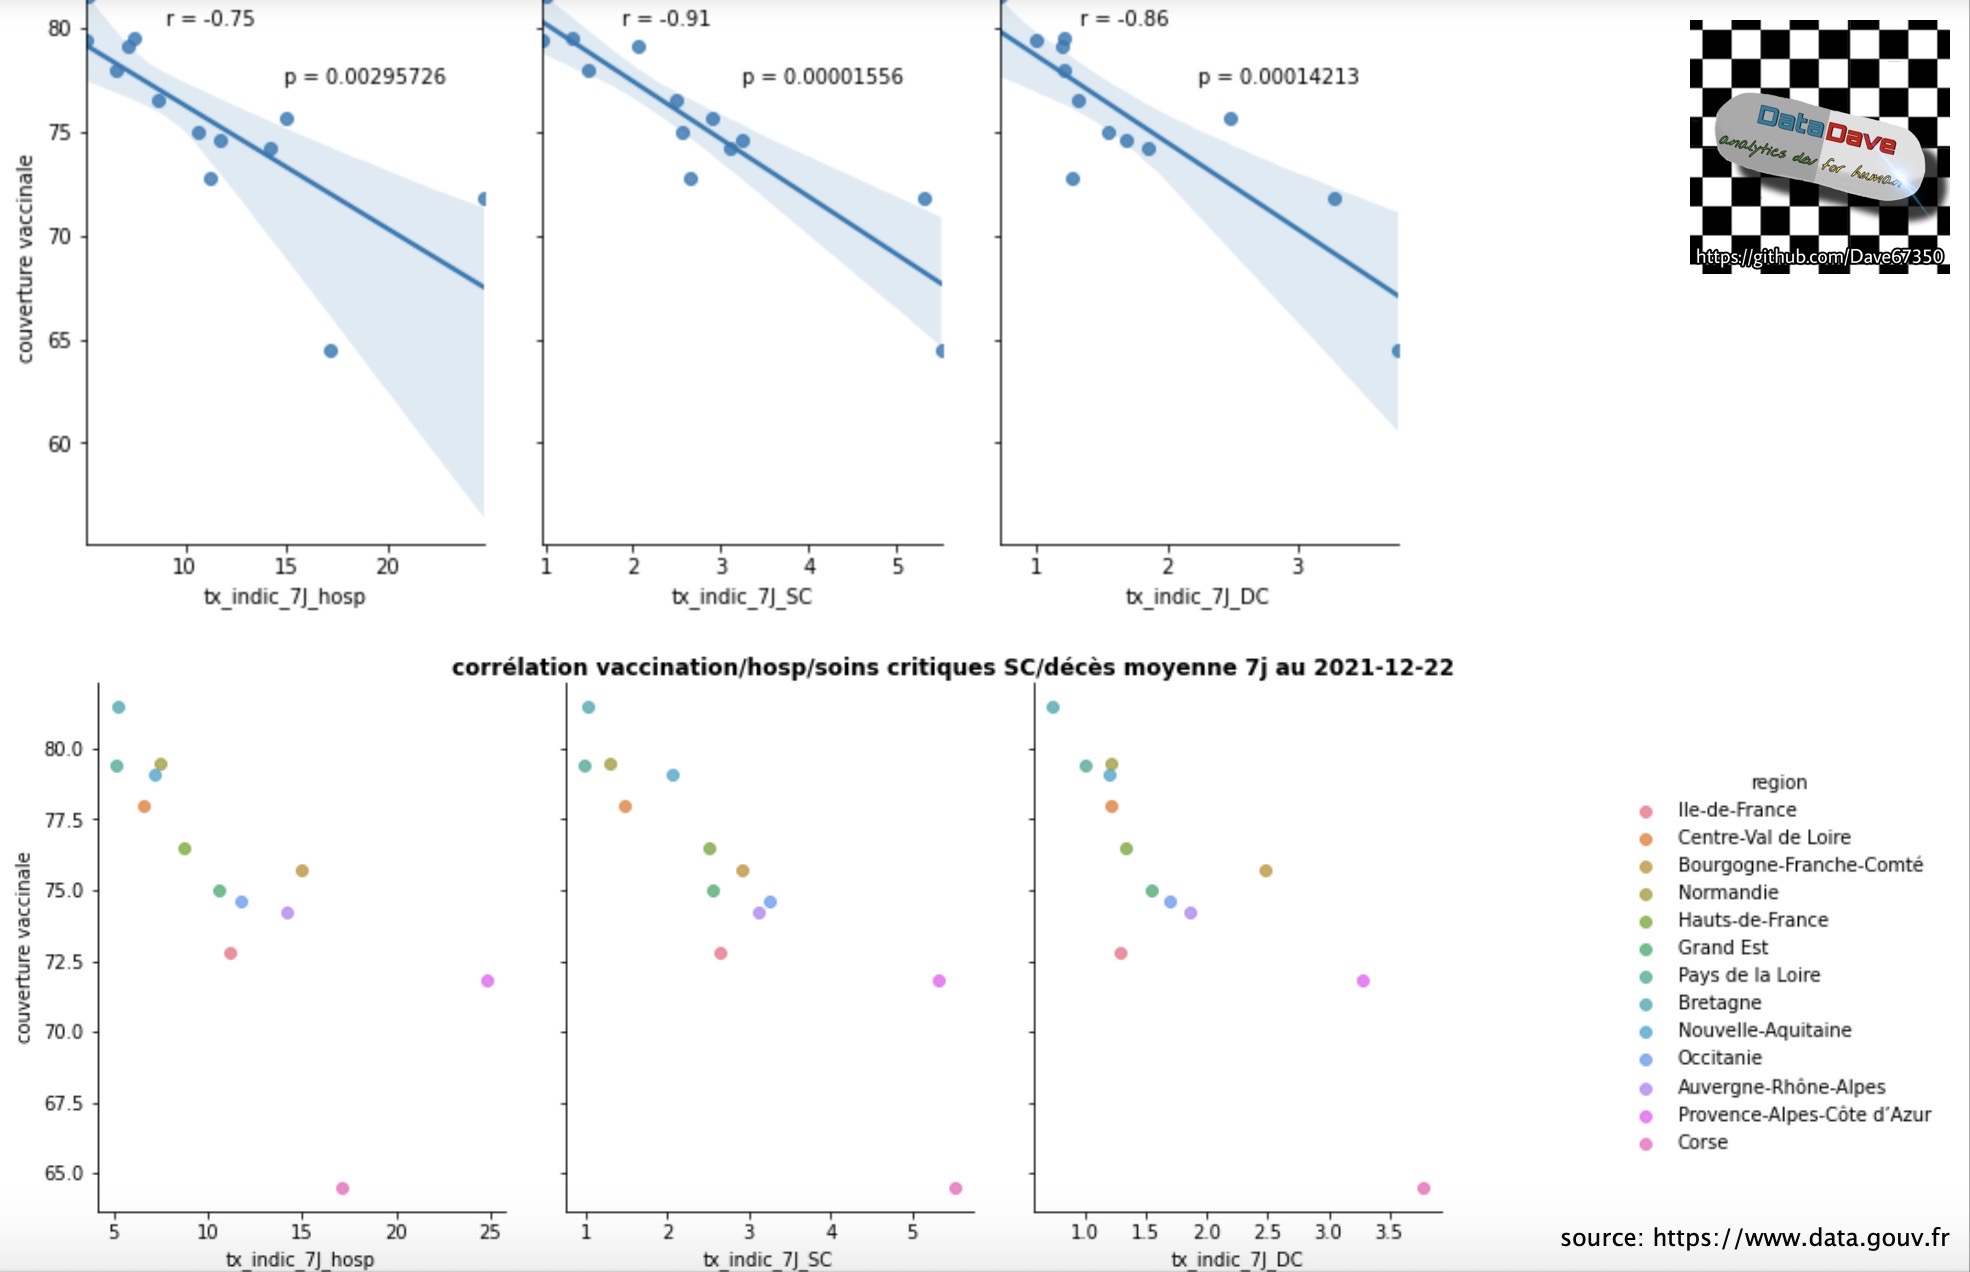 r = -0.75
r = -0.91
r = -0.86
p = 0.00295726
p = 0.00001556
p = 0.00014213
couverture vaccinale
80
75
70
65
60
10 15 20
tx_indic_7J_hosp
1 2 3 4 5
tx_indic_7J_SC
1 2 3
tx_indic_7J_DC
DataDave
analytics dev for human
https://github.com/Dave67350
corrélation vaccination/hosp/soins critiques SC/décès moyenne 7j au 2021-12-22
couverture vaccinale
80.0
77.5
75.0
72.5
70.0
67.5
65.0
5 10 15 20 25
tx_indic_7J_hosp
1 2 3 4 5
tx_indic_7J_SC
1.0 1.5 2.0 2.5 3.0 3.5
tx_indic_7J_DC
region
Ile-de-France
Centre-Val de Loire
Bourgogne-Franche-Comté
Normandie
Hauts-de-France
Grand Est
Pays de la Loire
Bretagne
Nouvelle-Aquitaine
Occitanie
Auvergne-Rhône-Alpes
Provence-Alpes-Côte d’Azur
Corse
source: https://www.data.gouv.fr